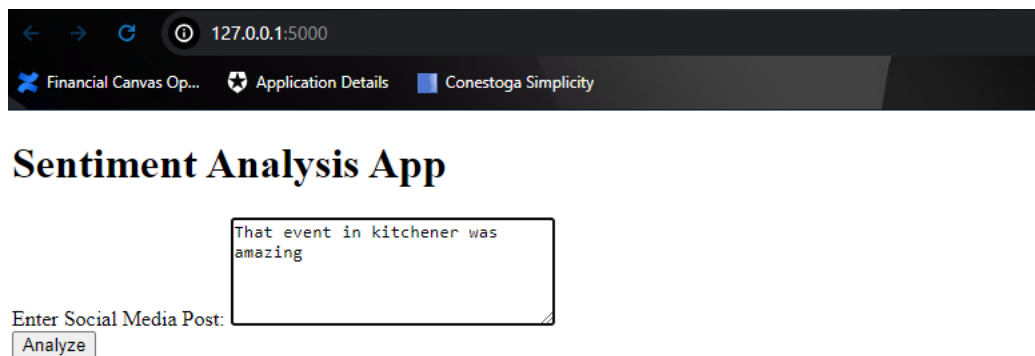 127.0.0.1:5000
Financial Canvas Op... Application Details Conestoga Simplicity
Sentiment Analysis App
That event in kitchener was
amazing
Enter Social Media Post:
Analyze